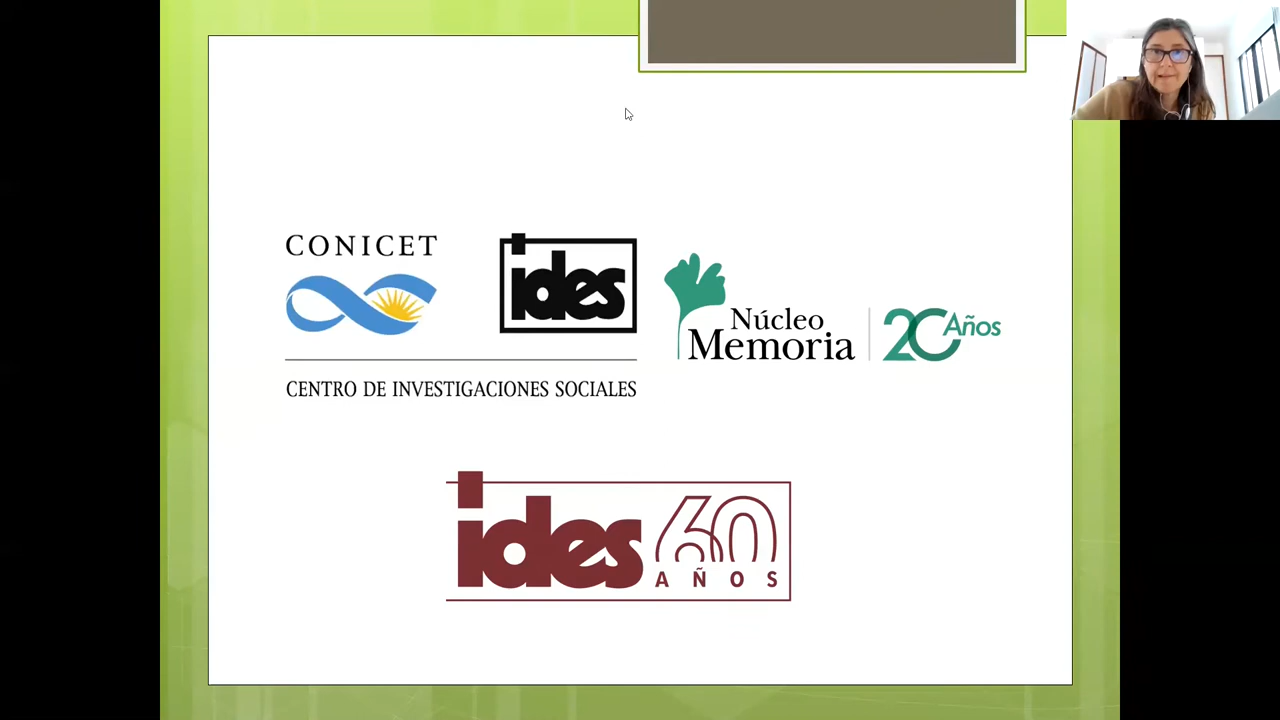 CONICET
ides
CENTRO DE INVESTIGACIONES SOCIALES
Núcleo
Memoria
20 Años
ides 60
AÑOS